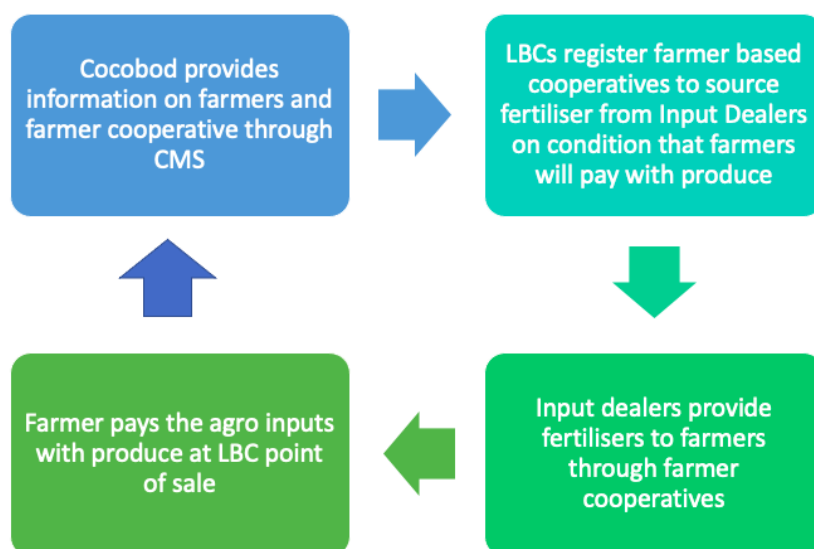 Cocobod provides
information on farmers and
farmer cooperative through
CMS
LBCs register farmer based
cooperatives to source
fertiliser from Input Dealers
on condition that farmers
will pay with produce
Input dealers provide
fertilisers to farmers
through farmer
cooperatives
Farmer pays the agro inputs
with produce at LBC point
of sale